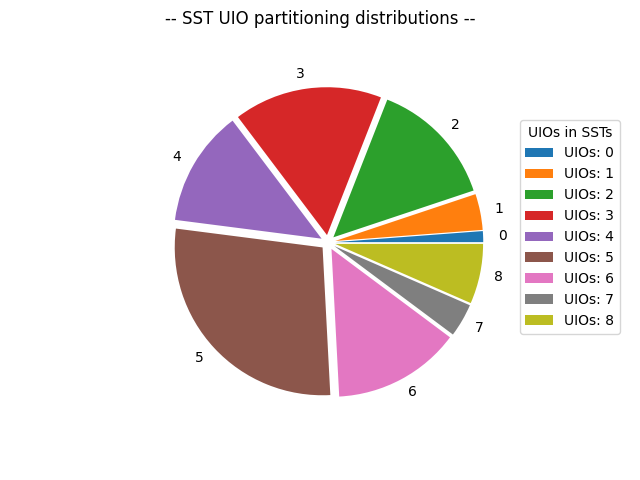 -- SST UIO partitioning distributions --
3
2
4
1
0
8
7
5
6
UIOs in SSTs
UIOs: 0
UIOs: 1
UIOs: 2
UIOs: 3
UIOs: 4
UIOs: 5
UIOs: 6
UIOs: 7
UIOs: 8